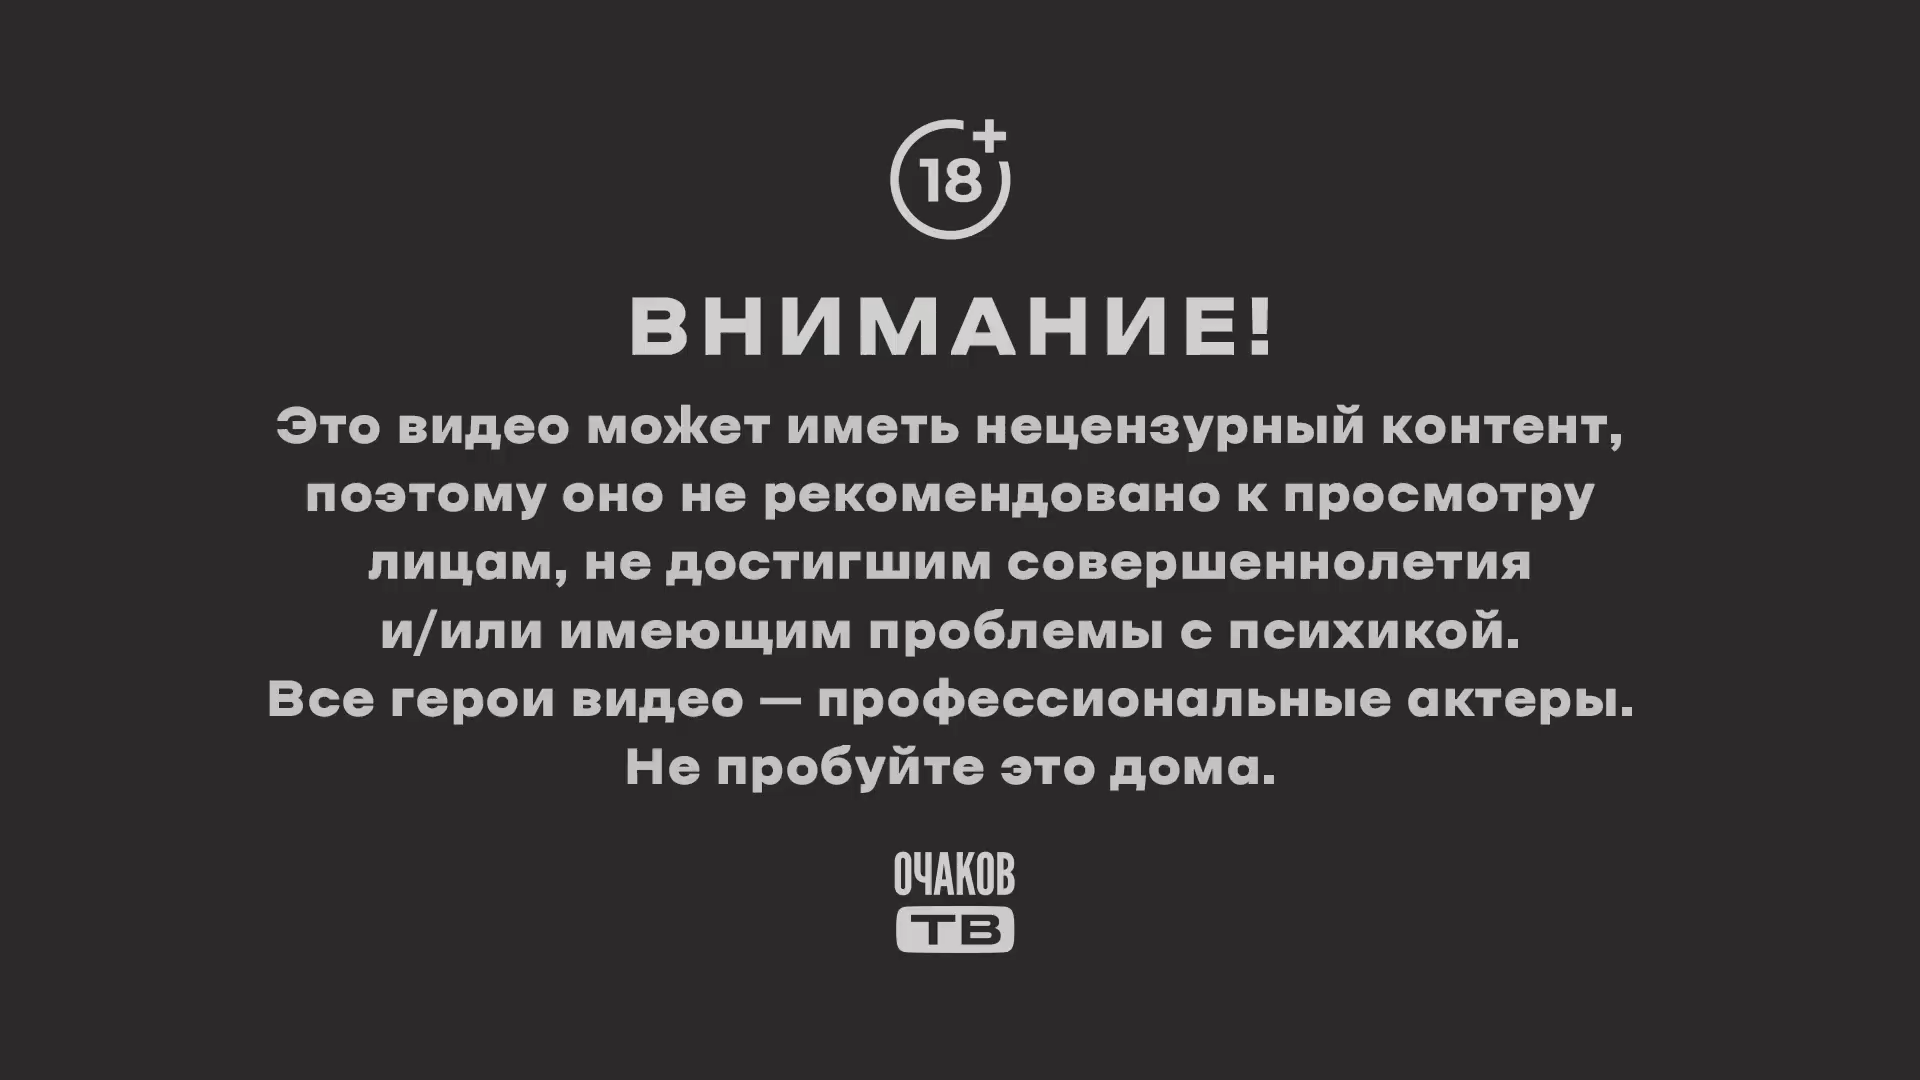 18+
ВНИМАНИЕ!
Это видео может иметь нецензурный контент,
поэтому оно не рекомендовано к просмотру
лицам, не достигшим совершеннолетия
и/или имеющим проблемы с психикой.
Все герои видео — профессиональные актеры.
Не пробуйте это дома.
ОЧАКОВ
ТВ